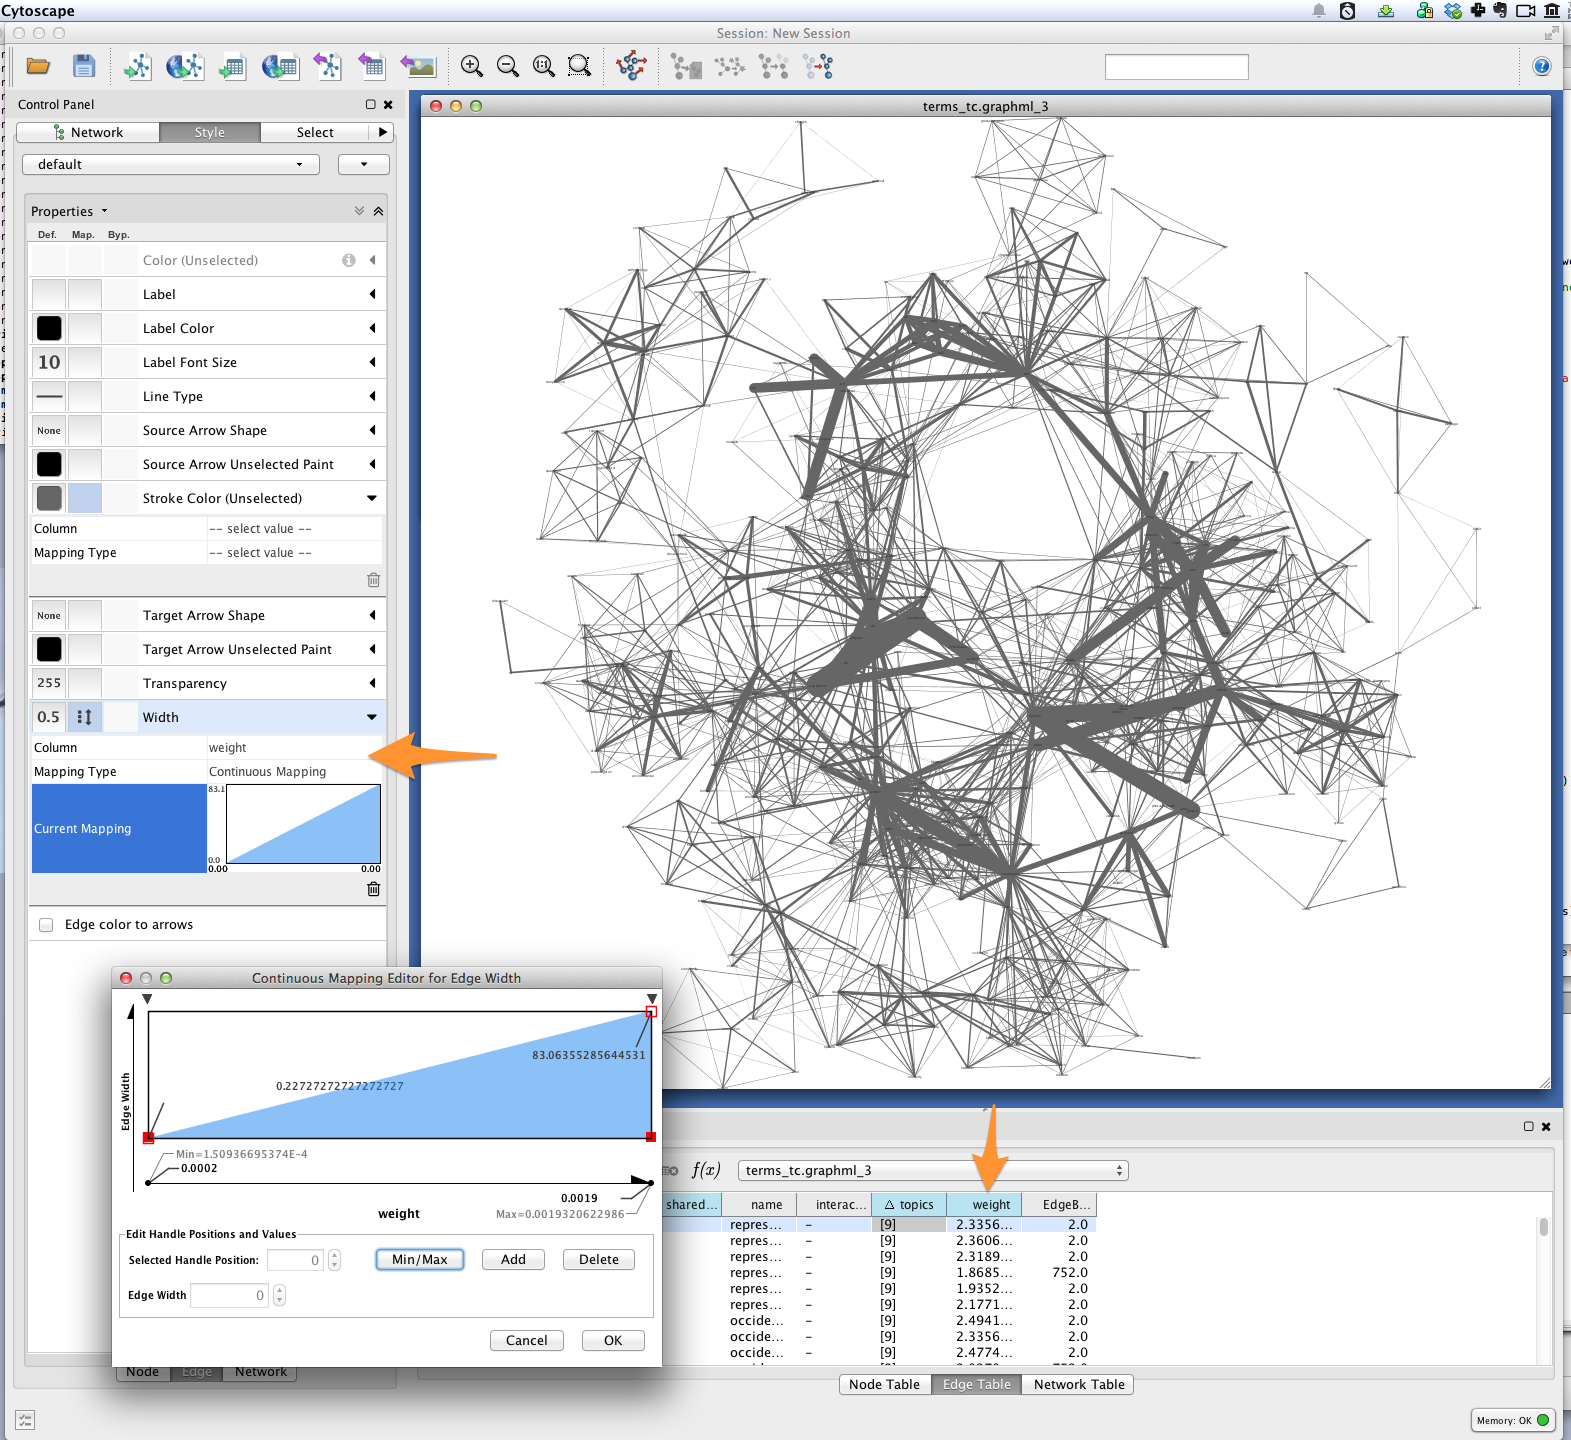 Cytoscape
Session: New Session
Control Panel
Network
Style
Select
default
Properties
Def. Map. Byp.
Color (Unselected)
Label
Label Color
10 Label Font Size
Line Type
None Source Arrow Shape
Source Arrow Unselected Paint
Stroke Color (Unselected)
Column -- select value --
Mapping Type -- select value --
None Target Arrow Shape
Target Arrow Unselected Paint
255 Transparency
0.5 Width
Column weight
Mapping Type Continuous Mapping
Current Mapping
83.1
0.0
0.00 0.00
Edge color to arrows
terms_tc.graphml_3
Continuous Mapping Editor for Edge Width
Edge Width
83.06355285644531
0.22727272727272727
Min=1.50936695374E-4
0.0002
0.0019
weight
Max=0.0019320622986
Edit Handle Positions and Values
Selected Handle Position: 0 Min/Max Add Delete
Edge Width 0
Cancel OK
Node Edge Network
f(x) terms_tc.graphml_3
shared... name interac... △ topics weight EdgeB...
repres... – [9] 2.3356... 2.0
repres... – [9] 2.3606... 2.0
repres... – [9] 2.3189... 2.0
repres... – [9] 1.8685... 752.0
repres... – [9] 1.9352... 2.0
repres... – [9] 2.1771... 2.0
occide... – [9] 2.4941... 2.0
occide... – [9] 2.3356... 2.0
occide... – [9] 2.4774... 2.0
Node Table Edge Table Network Table
Memory: OK